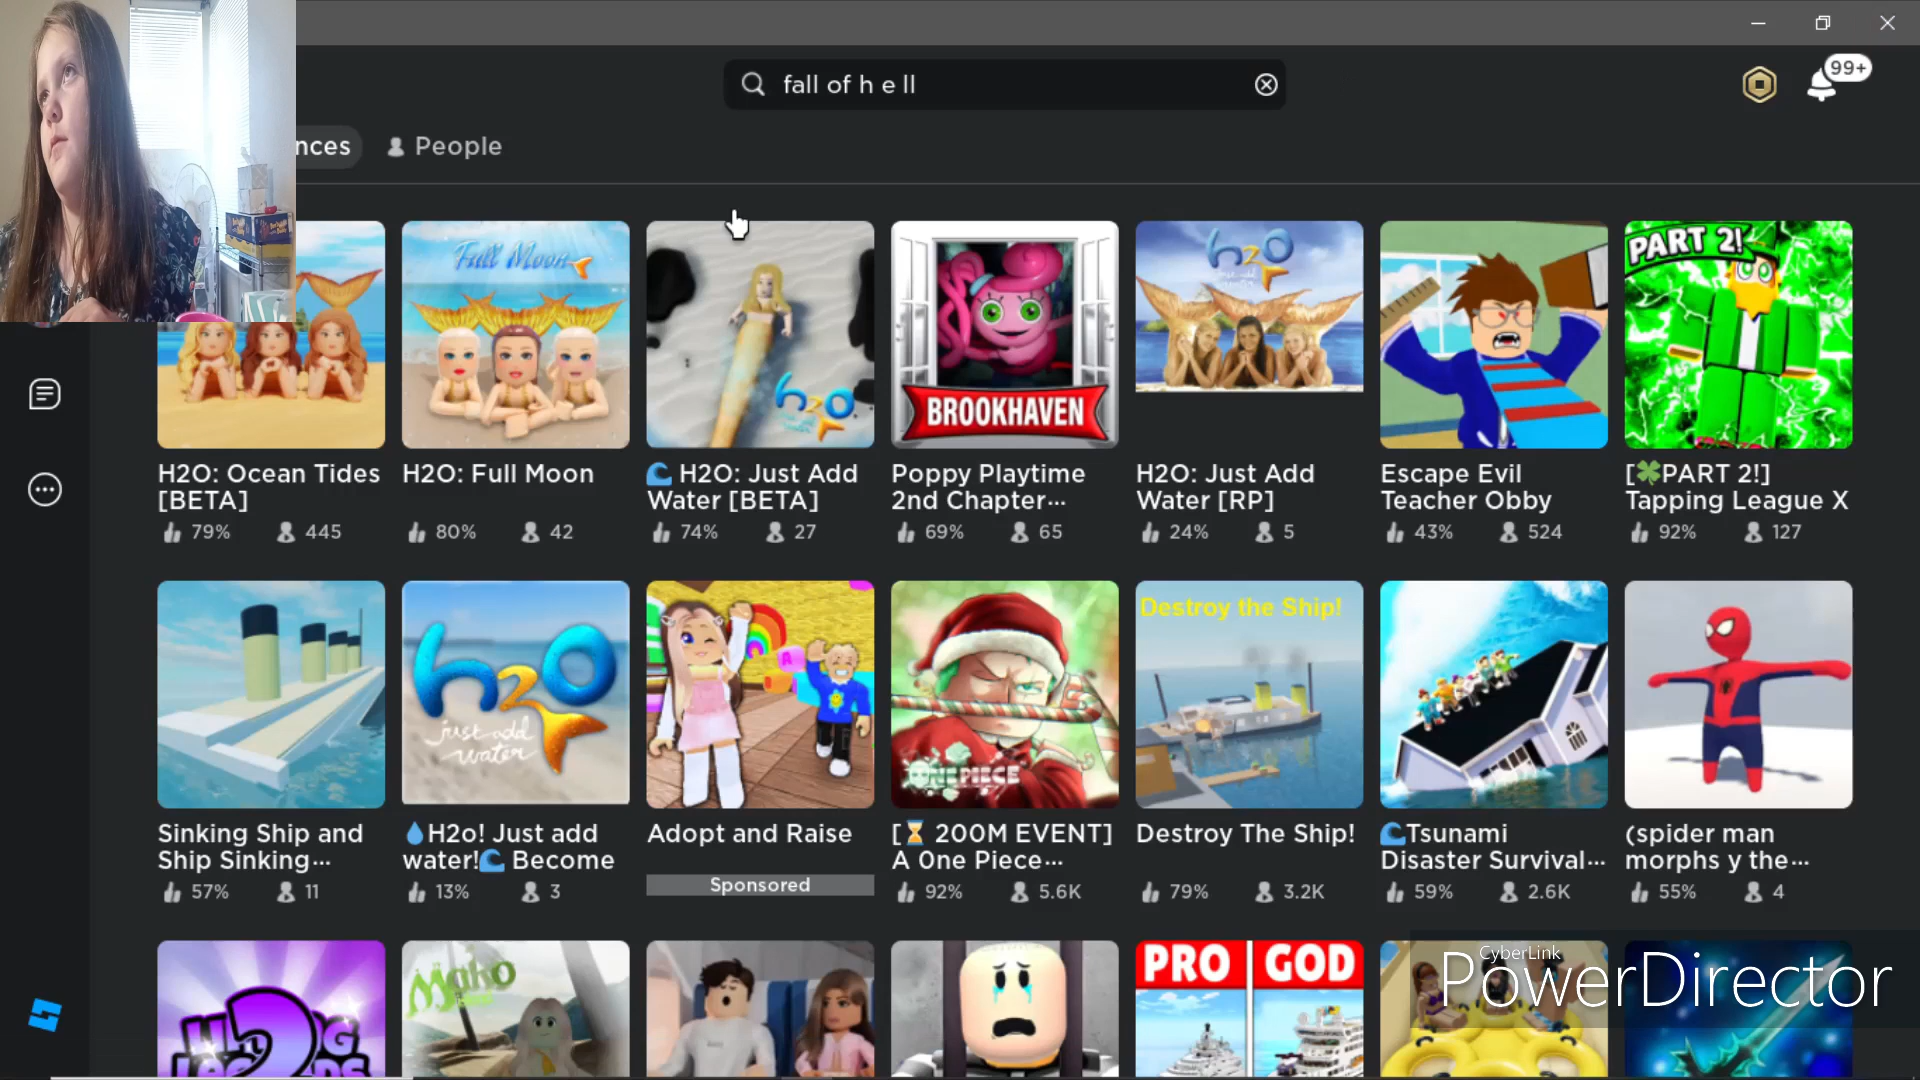 fall of h e ll
99+
nces
People
Full Moon
h2o
h2o
just add
PART 2!
BROOKHAVEN
H2O: Ocean Tides
[BETA]
79% 445
H2O: Full Moon
80% 42
H2O: Just Add
Water [BETA]
74% 27
Poppy Playtime
2nd Chapter...
69% 65
H2O: Just Add
Water [RP]
24% 5
Escape Evil
Teacher Obby
43% 524
[🍀PART 2!]
Tapping League X
92% 127
h2o
just add
water
ONE PIECE
Destroy the Ship!
Sinking Ship and
Ship Sinking...
57% 11
💧H2o! Just add
water!🌊 Become
13% 3
Adopt and Raise
Sponsored
[⏳ 200M EVENT]
A 0ne Piece...
92% 5.6K
Destroy The Ship!
79% 3.2K
🌊Tsunami
Disaster Survival...
59% 2.6K
(spider man
morphs y the...
55% 4
Mako
PRO GOD
CyberLink
PowerDirector